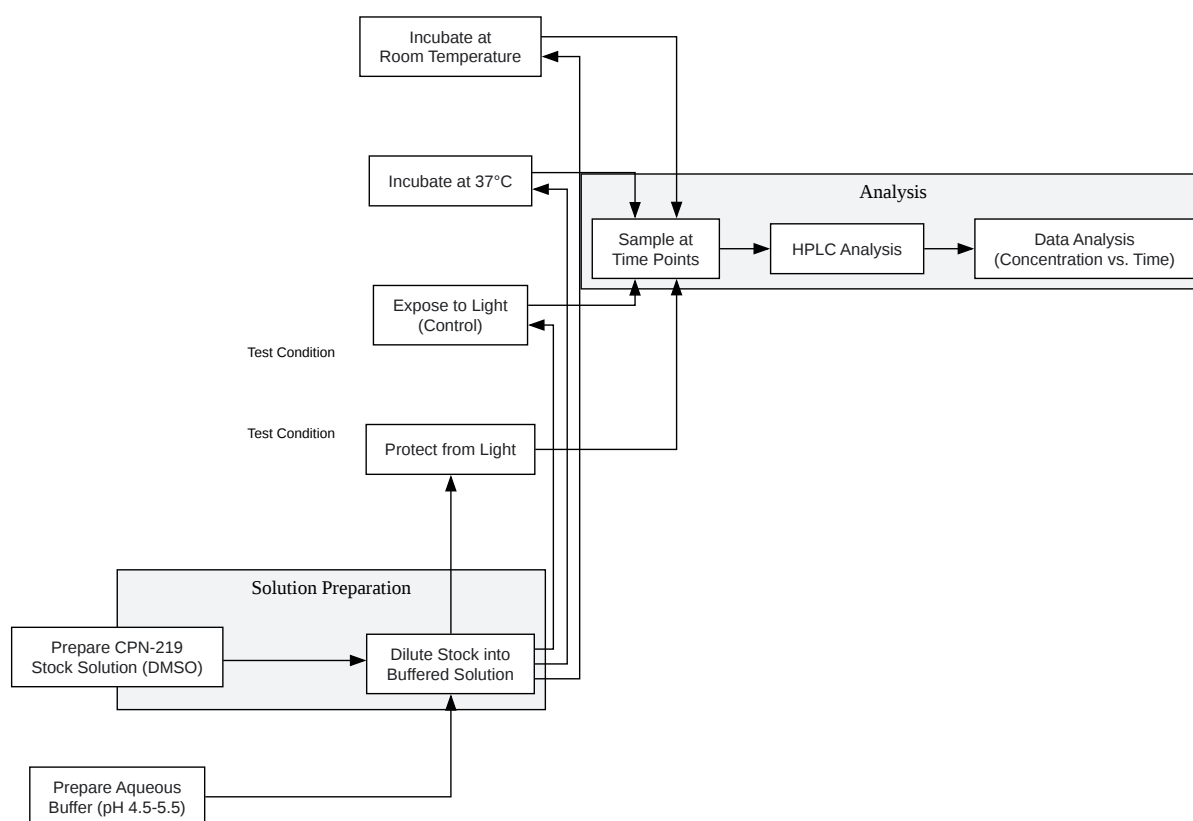 Incubate at
Room Temperature
Incubate at 37°C
Analysis
Sample at
Time Points
HPLC Analysis
Data Analysis
(Concentration vs. Time)
Expose to Light
(Control)
Test Condition
Test Condition
Protect from Light
Solution Preparation
Prepare CPN-219
Stock Solution (DMSO)
Dilute Stock into
Buffered Solution
Prepare Aqueous
Buffer (pH 4.5-5.5)